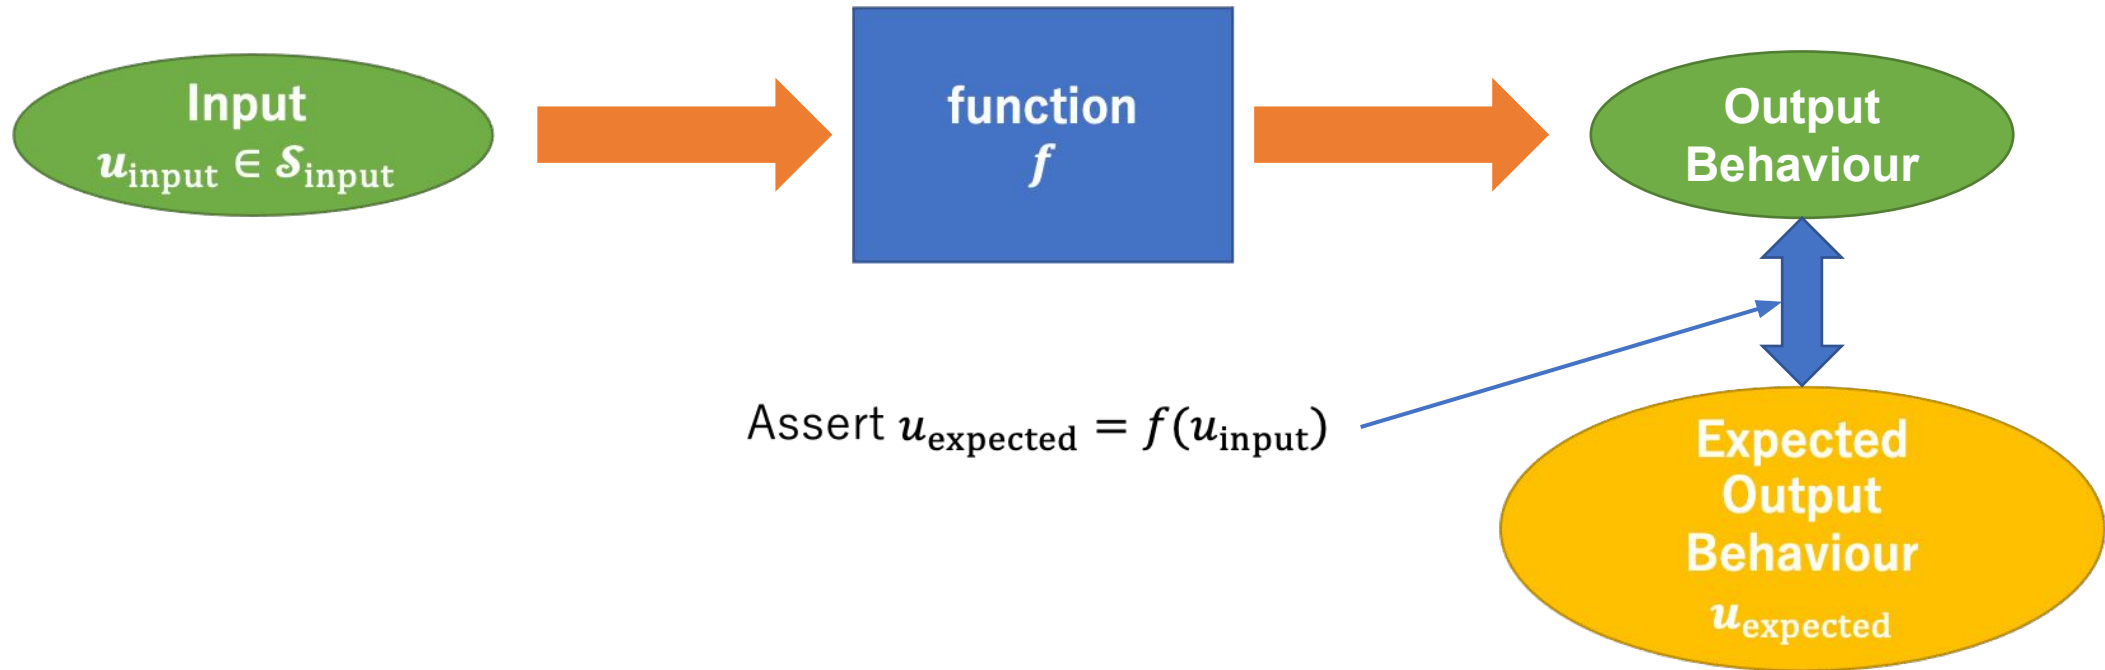 Input
u_input ∈ S_input
function
f
Output
Behaviour
Assert u_expected = f(u_input)
Expected
Output
Behaviour
u_expected